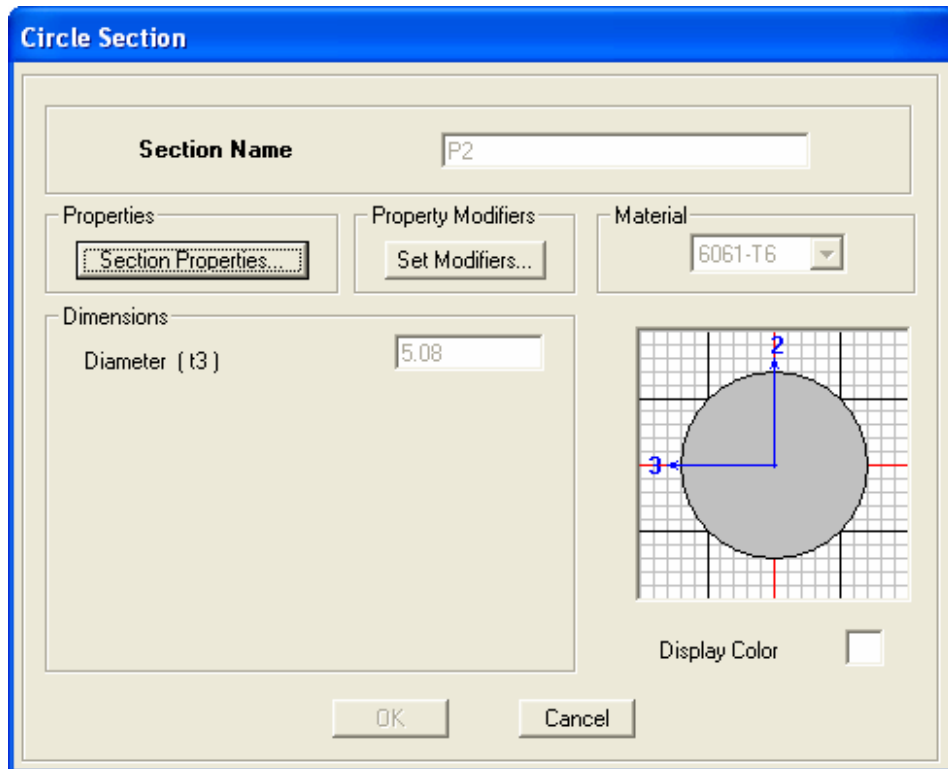 Circle Section
Section Name
P2
Properties
Section Properties...
Property Modifiers
Set Modifiers...
Material
6061-T6
Dimensions
Diameter ( t3 )
5.08
2
3
Display Color
OK
Cancel